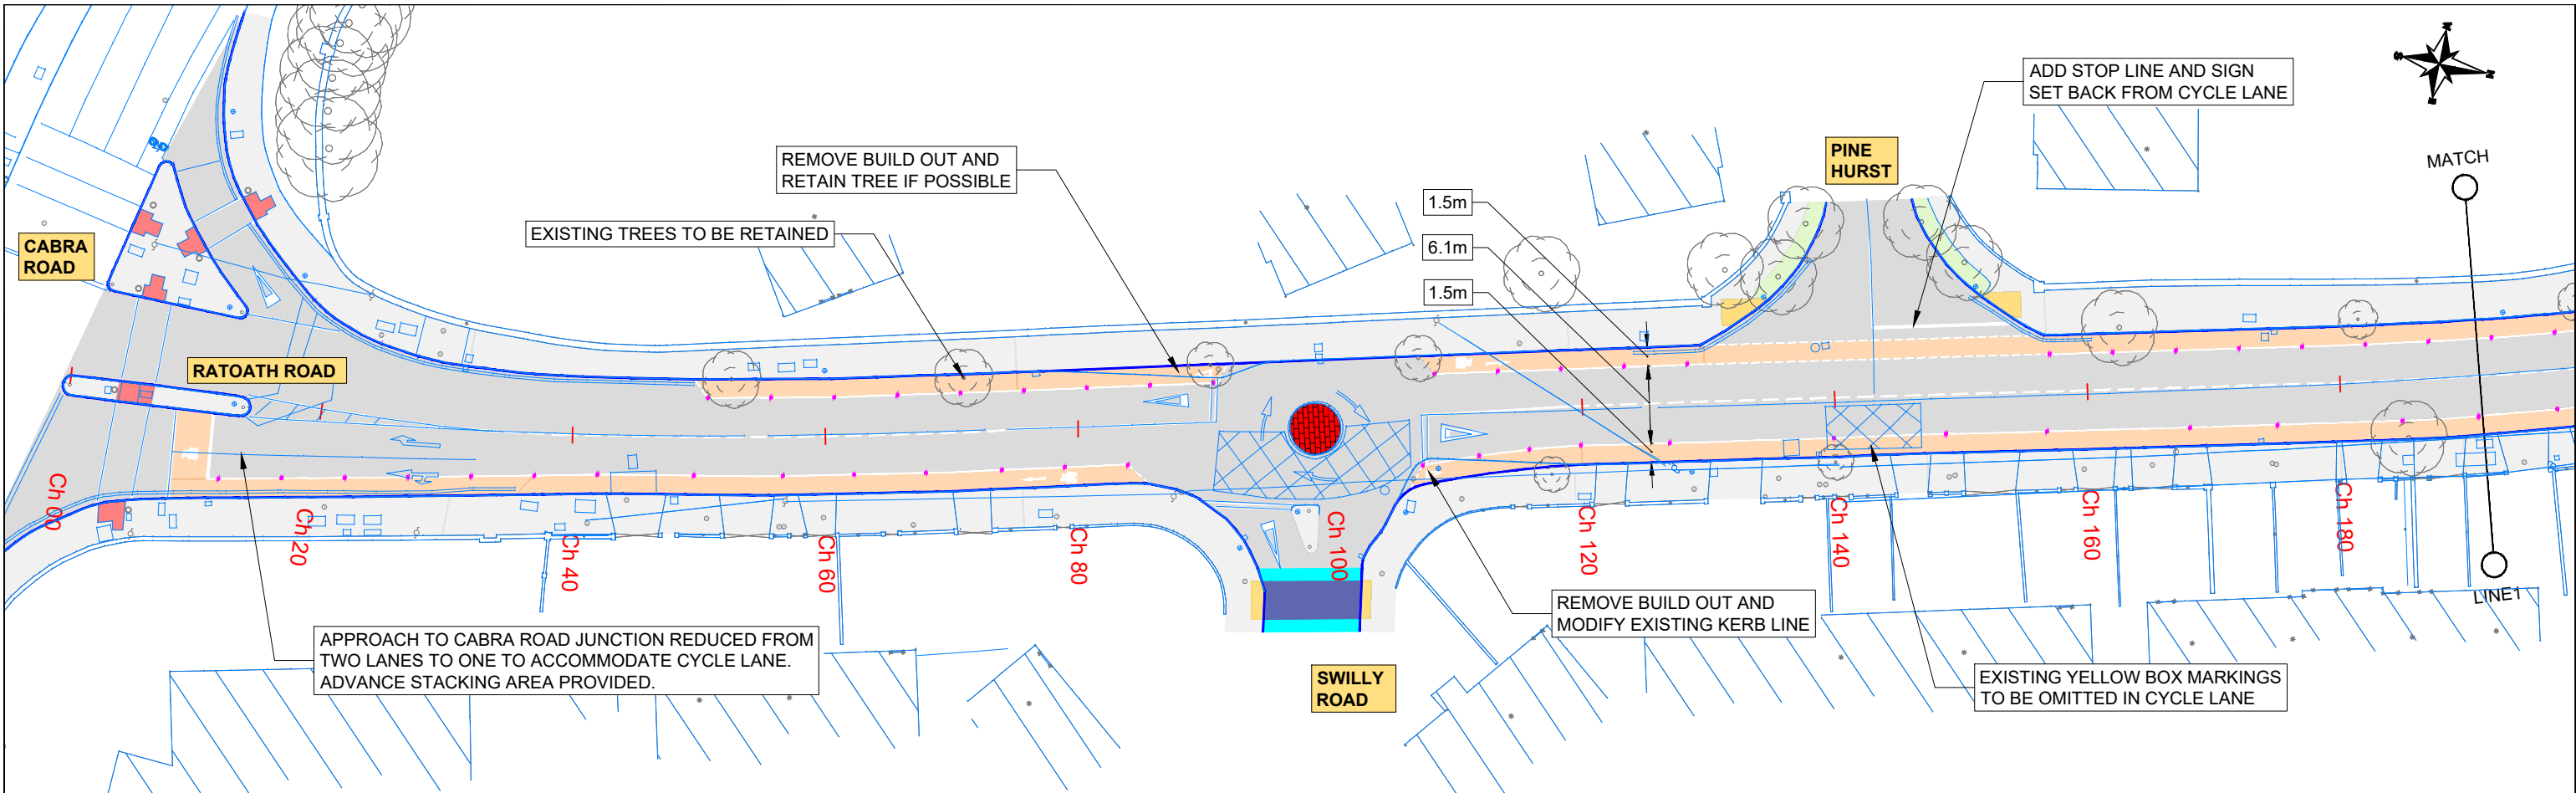 ADD STOP LINE AND SIGN
SET BACK FROM CYCLE LANE
PINE
HURST
MATCH
REMOVE BUILD OUT AND
RETAIN TREE IF POSSIBLE
1.5m
6.1m
1.5m
EXISTING TREES TO BE RETAINED
CABRA
ROAD
RATOATH ROAD
Ch 00
Ch 20
Ch 40
Ch 60
Ch 80
Ch 100
Ch 120
Ch 140
Ch 160
Ch 180
LINE1
REMOVE BUILD OUT AND
MODIFY EXISTING KERB LINE
APPROACH TO CABRA ROAD JUNCTION REDUCED FROM
TWO LANES TO ONE TO ACCOMMODATE CYCLE LANE.
ADVANCE STACKING AREA PROVIDED.
SWILLY
ROAD
EXISTING YELLOW BOX MARKINGS
TO BE OMITTED IN CYCLE LANE